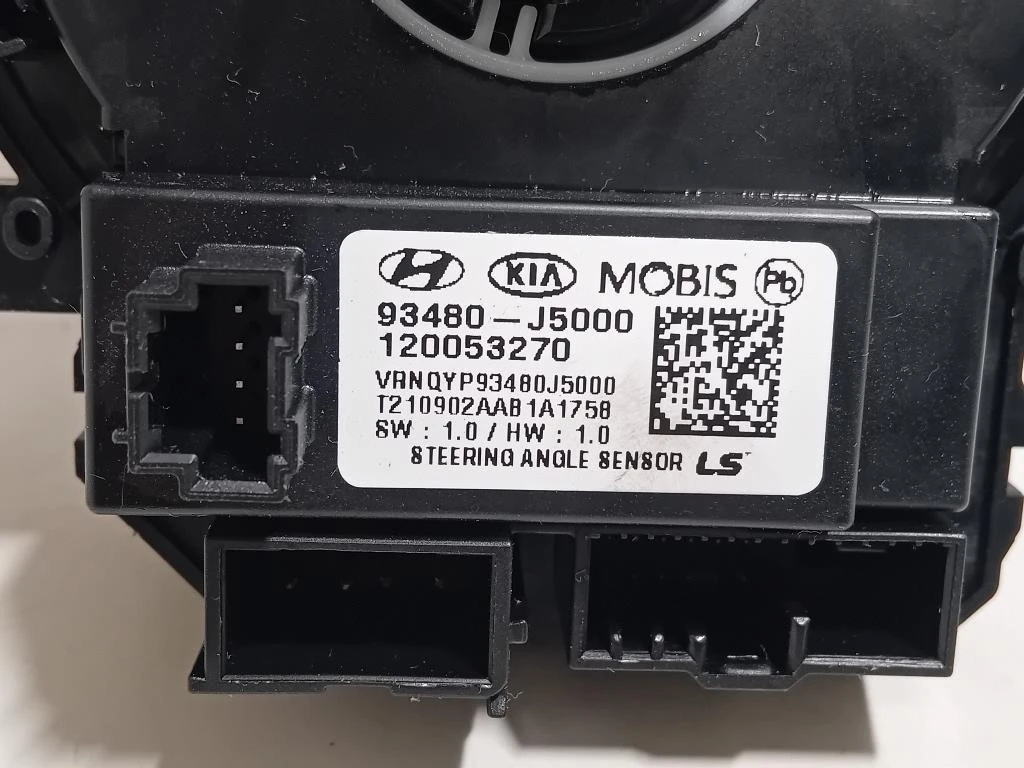 KIA MOBIS Pb
93480-J5000
120053270
VRNQYP93480J5000
T210902AAB1A1758
SW : 1.0 / HW : 1.0
STEERING ANGLE SENSOR LS